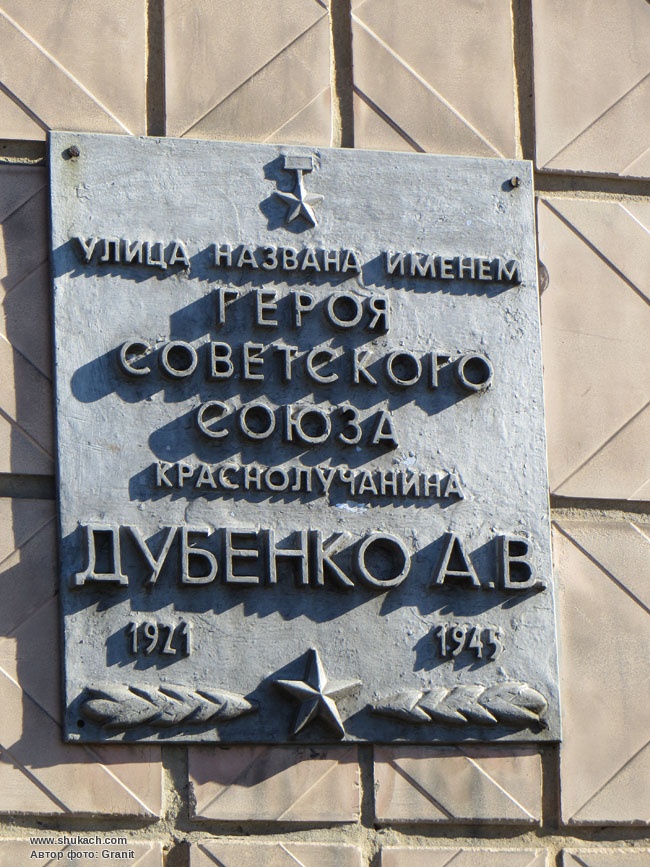 УЛИЦА НАЗВАНА ИМЕНЕМ
ГЕРОЯ
СОВЕТСКОГО
СОЮЗА
КРАСНОЛУЧАНИНА
ДУБЕНКО А.В.
1921 1945
www.shukach.com
Автор фото: Granit